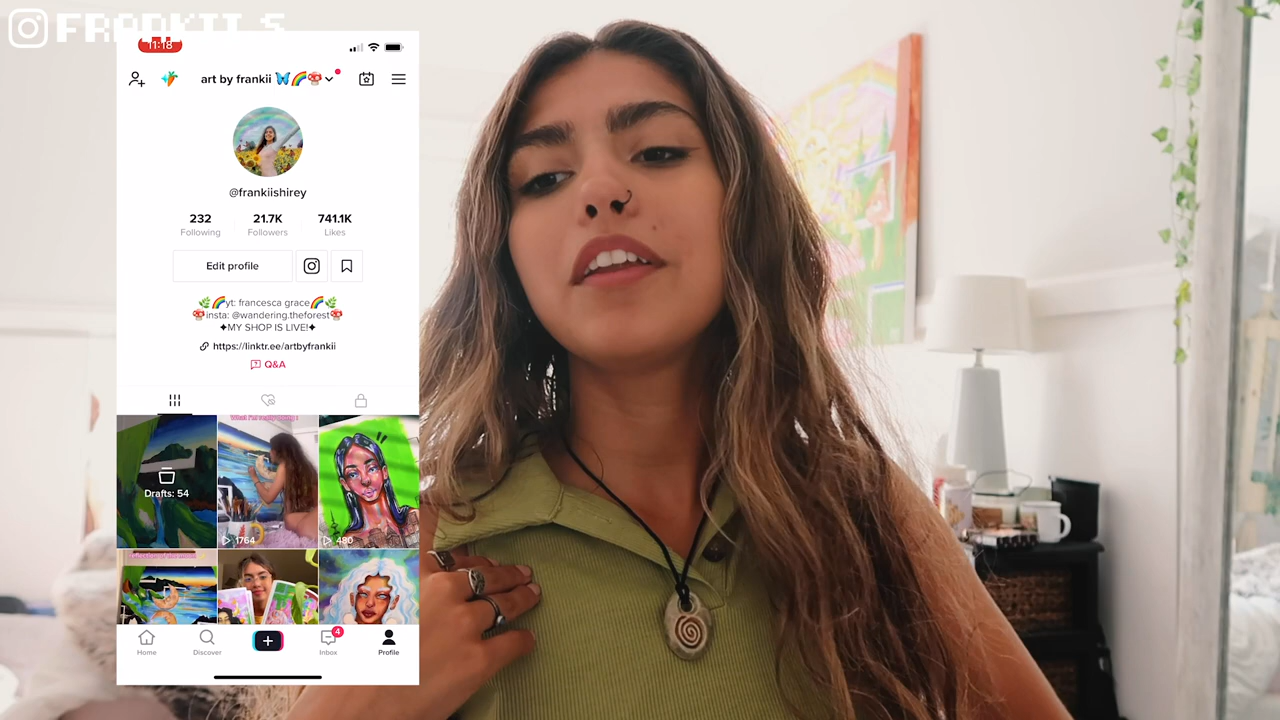 FRANKII_S
11:18
art by frankii 🦋🌈🍄
@frankiishirey
232
21.7K
741.1K
Following
Followers
Likes
Edit profile
🌿🌈yt: francesca grace🌈🌿
🍄insta: @wandering.theforest🍄
✦MY SHOP IS LIVE!✦
https://linktr.ee/artbyfrankii
Q&A
Drafts: 54
1764
480
4
Home
Discover
Inbox
Profile